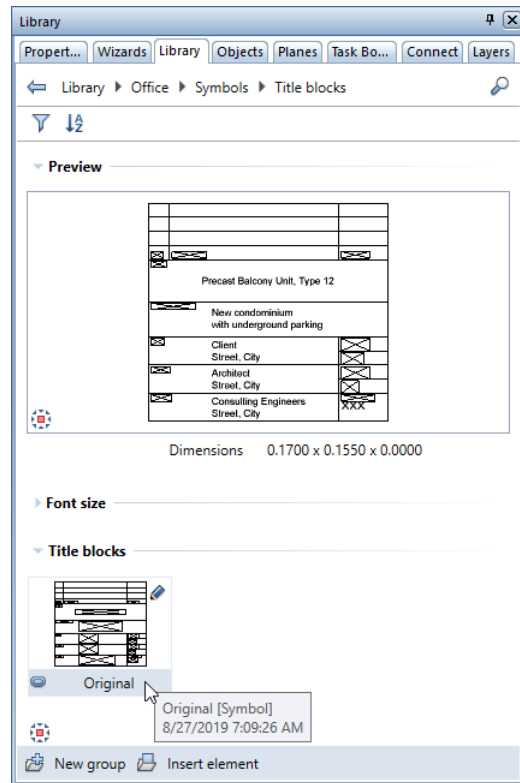 Library
Propert... Wizards Library Objects Planes Task Bo... Connect Layers
Library Office Symbols Title blocks
Preview
Precast Balcony Unit, Type 12
New condominium
with underground parking
Client
Street, City
Architect
Street, City
Consulting Engineers
Street, City
XXX
Dimensions 0.1700 x 0.1550 x 0.0000
Font size
Title blocks
Original
Original [Symbol]
8/27/2019 7:09:26 AM
New group Insert element